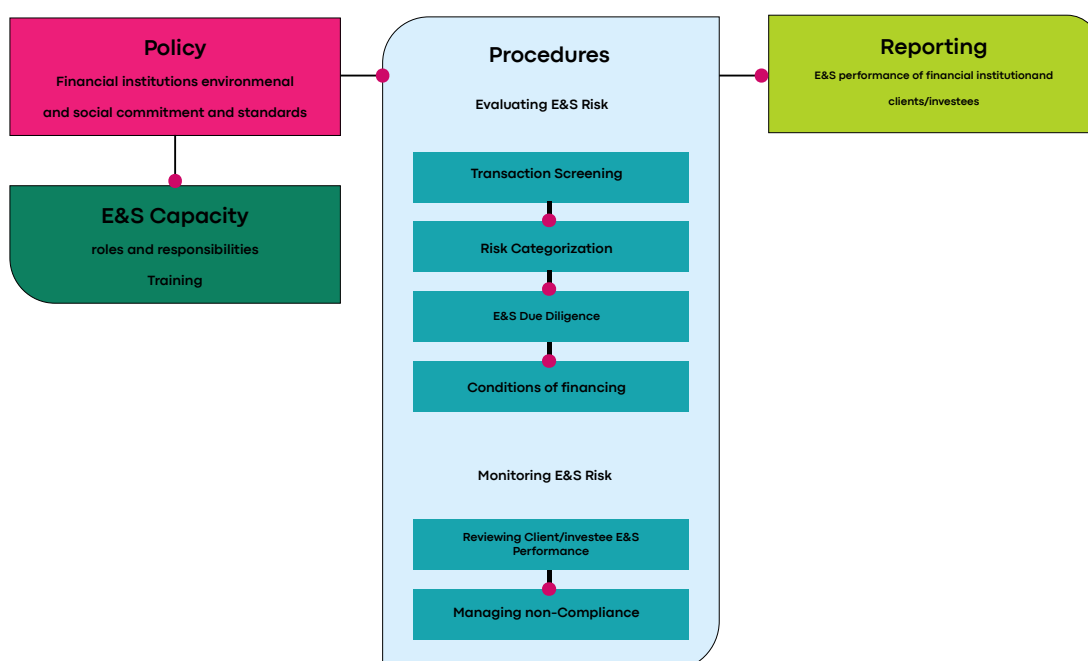 Policy
Financial institutions environmenal
and social commitment and standards
E&S Capacity
roles and responsibilities
Training
Procedures
Evaluating E&S Risk
Transaction Screening
Risk Categorization
E&S Due Diligence
Conditions of financing
Monitoring E&S Risk
Reviewing Client/investee E&S
Performance
Managing non-Compliance
Reporting
E&S performance of financial institutionand
clients/investees